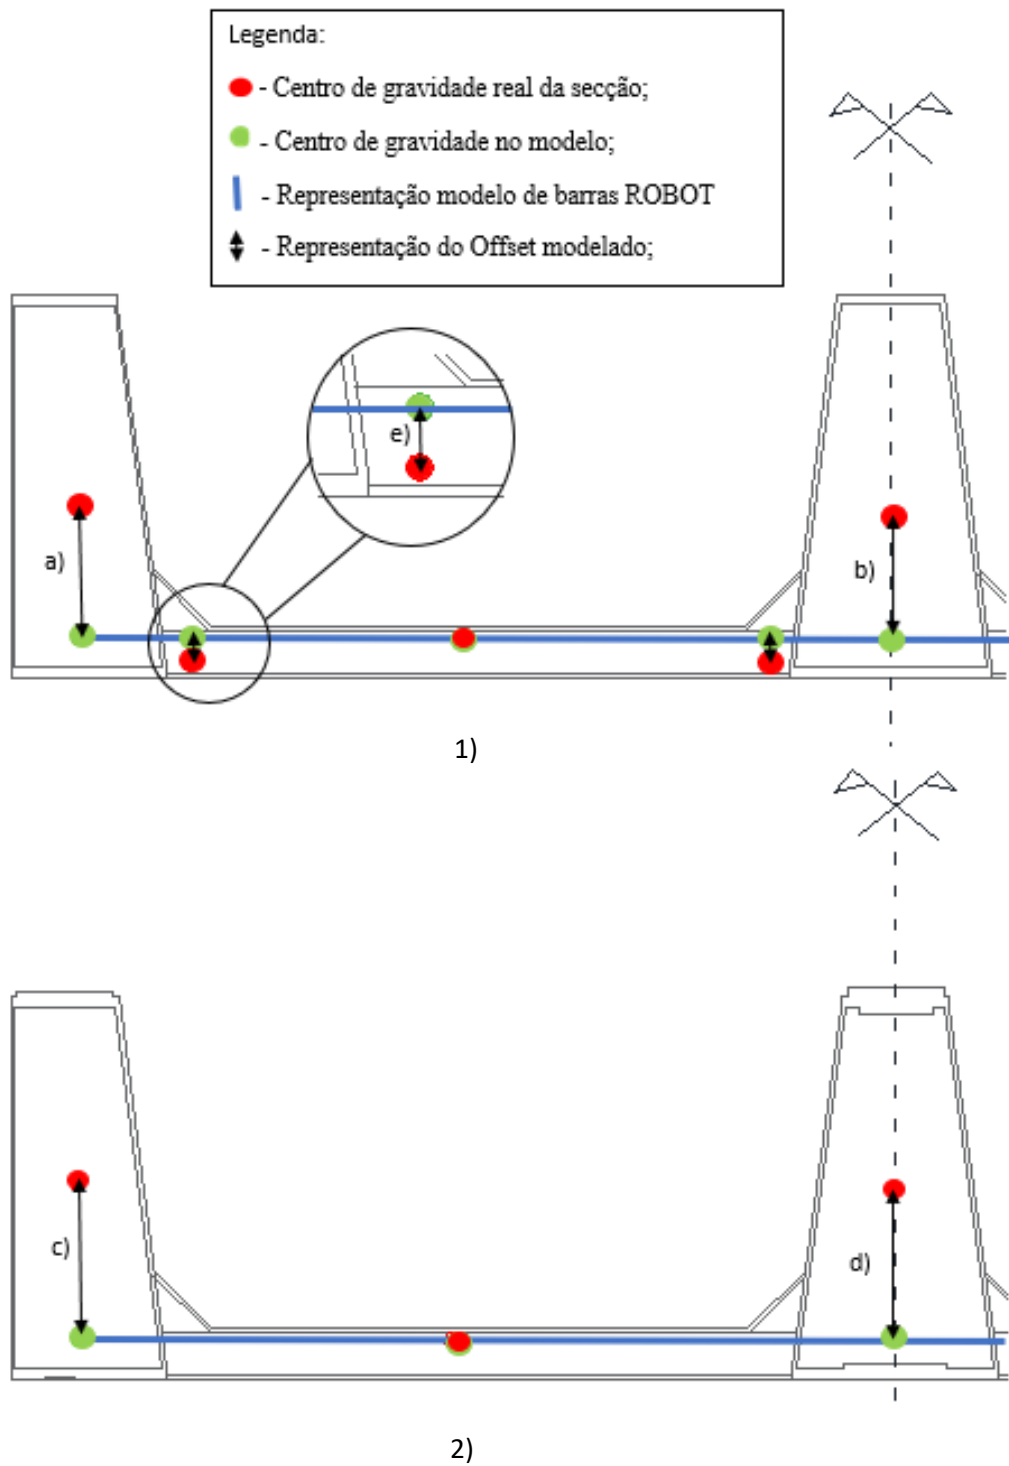 Legenda:
- Centro de gravidade real da secção;
- Centro de gravidade no modelo;
- Representação modelo de barras ROBOT
- Representação do Offset modelado;
e)
a)
b)
1)
c)
d)
2)